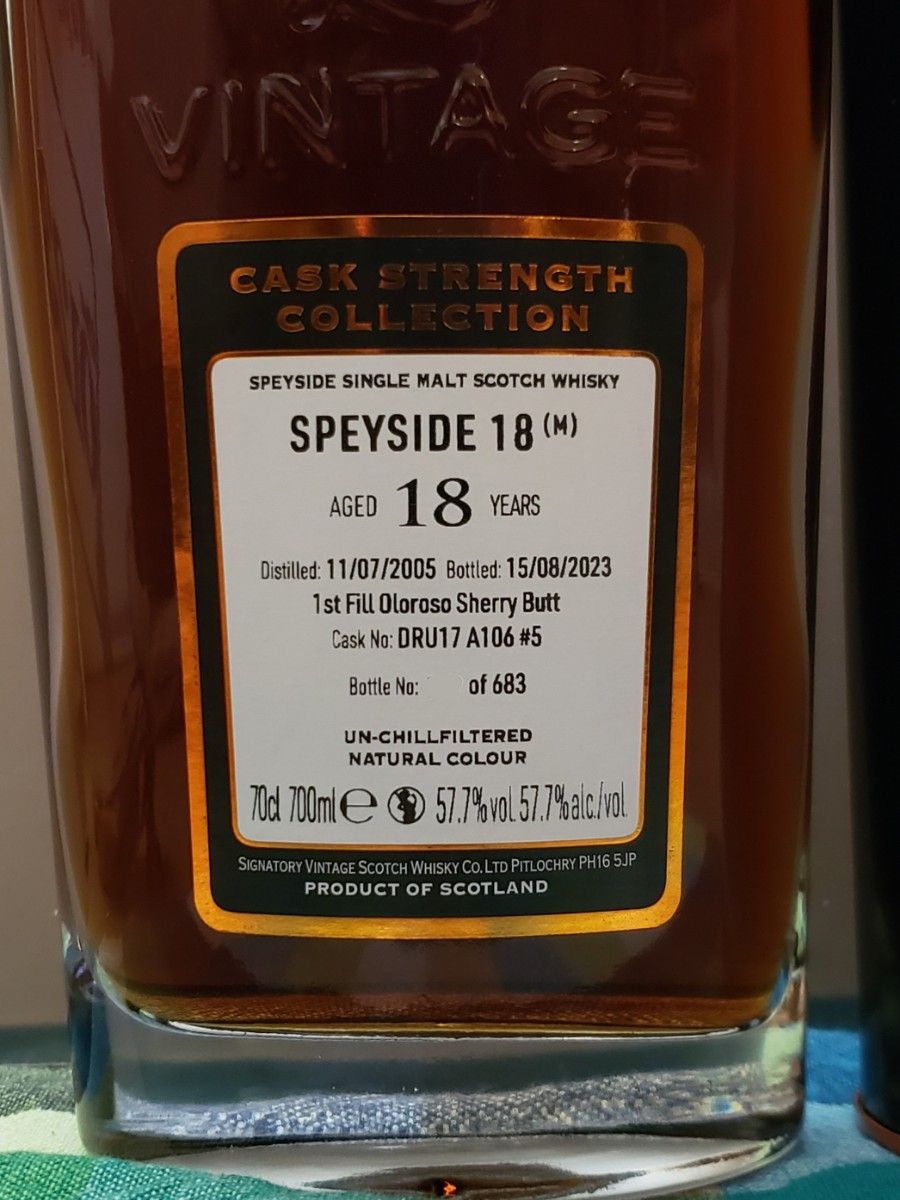 VINTAGE
CASK STRENGTH
COLLECTION
SPEYSIDE SINGLE MALT SCOTCH WHISKY
SPEYSIDE 18 (M)
AGED 18 YEARS
Distilled: 11/07/2005 Bottled: 15/08/2023
1st Fill Oloroso Sherry Butt
Cask No: DRU17 A106 #5
Bottle No: of 683
UN-CHILLFILTERED
NATURAL COLOUR
70cl 700ml e 57.7%vol 57.7%alc./vol.
SIGNATORY VINTAGE SCOTCH WHISKY CO. LTD PITLOCHRY PH16 5JP
PRODUCT OF SCOTLAND